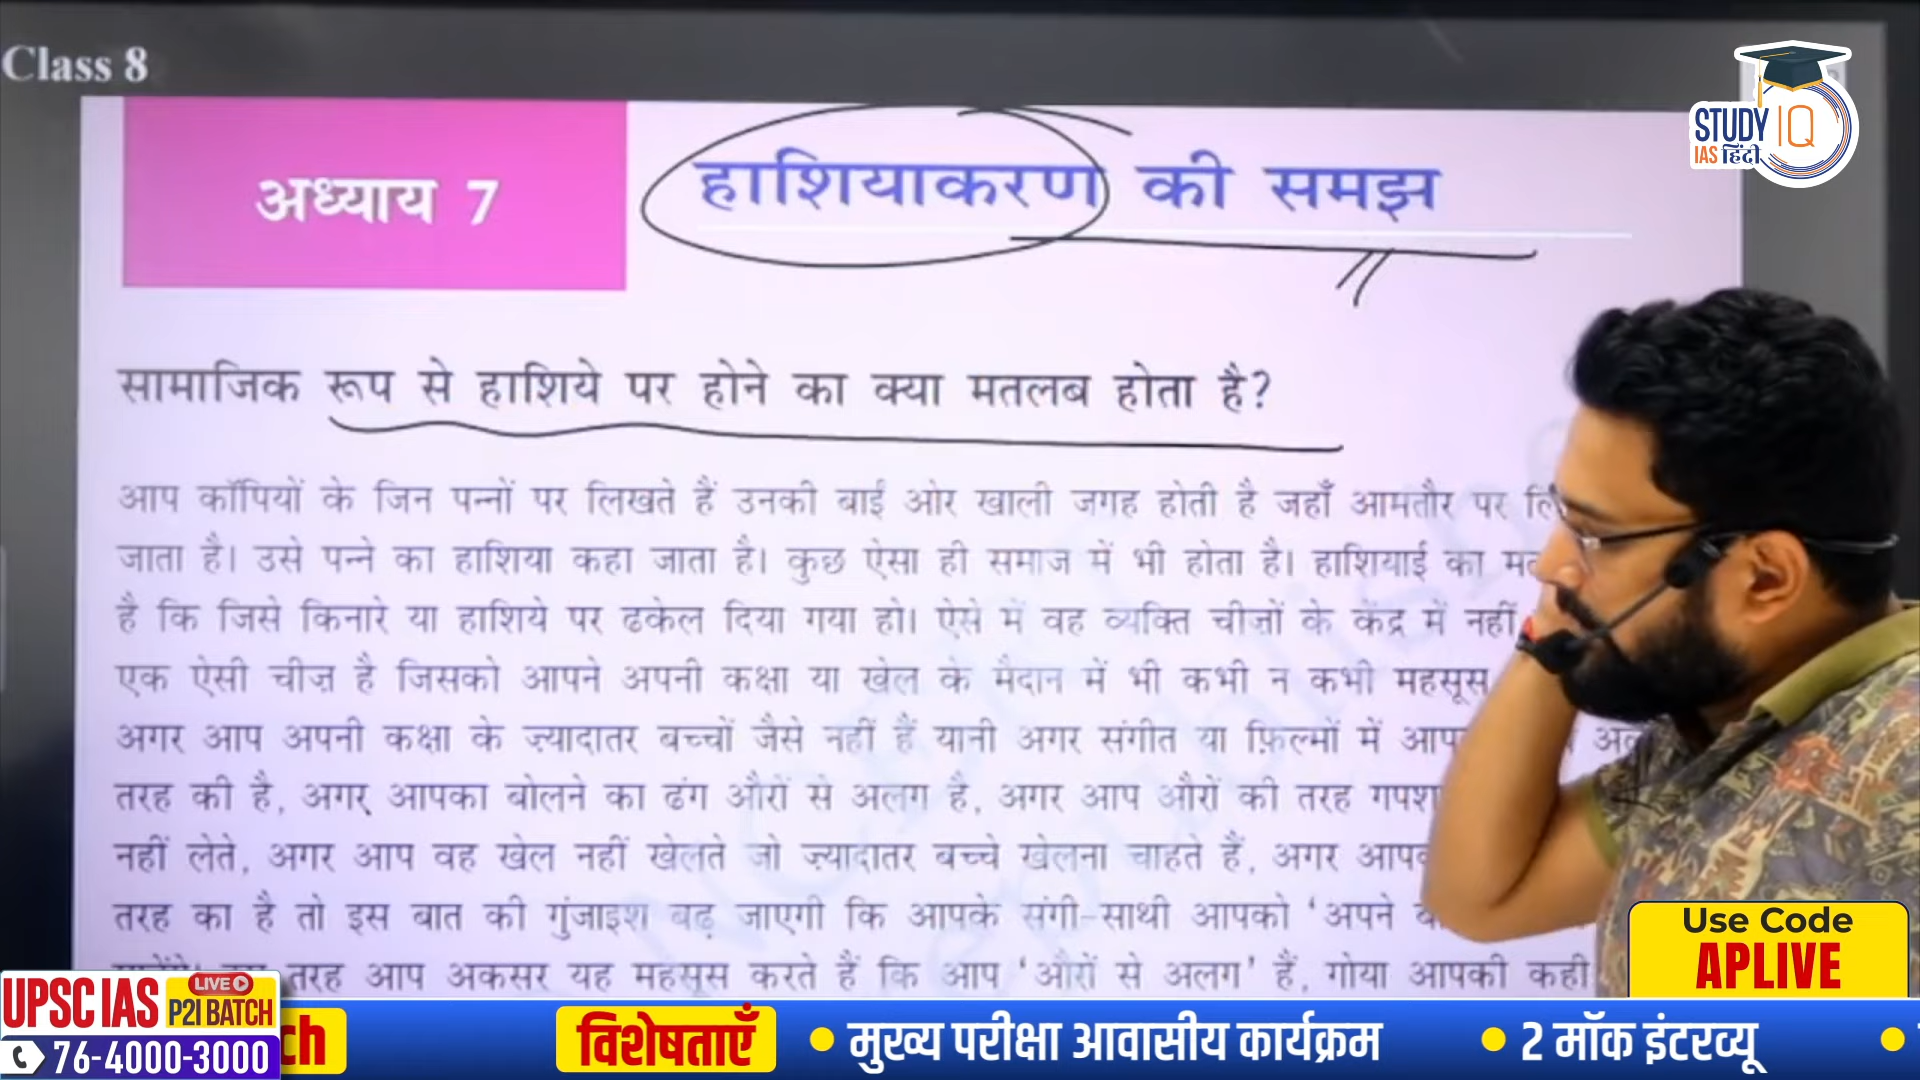 Class 8
STUDY IQ
IAS हिंदी
अध्याय 7
हाशियाकरण की समझ
सामाजिक रूप से हाशिये पर होने का क्या मतलब होता है?
आप कॉपियों के जिन पन्नों पर लिखते हैं उनकी बाईं ओर खाली जगह होती है जहाँ आमतौर पर
जाता है। उसे पन्ने का हाशिया कहा जाता है। कुछ ऐसा ही समाज में भी होता है। हाशियाई का
है कि जिसे किनारे या हाशिये पर ढकेल दिया गया हो। ऐसे में वह व्यक्ति चीज़ों के केंद्र में नहीं
एक ऐसी चीज़ है जिसको आपने अपनी कक्षा या खेल के मैदान में भी कभी न कभी महसूस
अगर आप अपनी कक्षा के ज़्यादातर बच्चों जैसे नहीं हैं यानी अगर संगीत या फ़िल्मों में
तरह की है, अगर आपका बोलने का ढंग औरों से अलग है, अगर आप औरों की तरह
नहीं लेते, अगर आप वह खेल नहीं खेलते जो ज़्यादातर बच्चे खेलना चाहते हैं, अगर
तरह का है तो इस बात की गुंजाइश बढ़ जाएगी कि आपके संगी-साथी आपको ‘अपने
तरह आप अकसर यह महसूस करते हैं कि आप ‘औरों से अलग’ हैं, गोया आपकी कही
Use Code
APLIVE
UPSC IAS LIVE P2I BATCH
76-4000-3000
विशेषताएँ • मुख्य परीक्षा आवासीय कार्यक्रम • 2 मॉक इंटरव्यू •